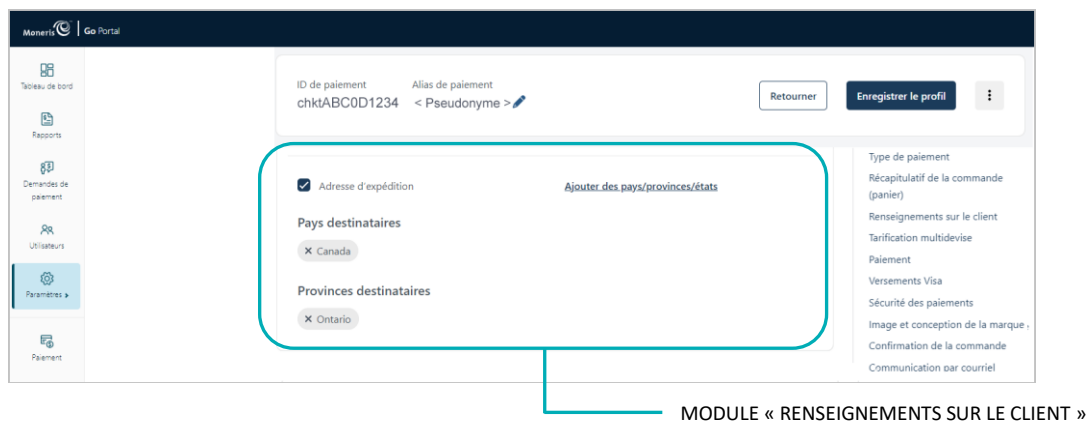 Moneris Go Portal
Tableau de bord
Rapports
Demandes de
paiement
Utilisateurs
Paramètres
Paiement
ID de paiement Alias de paiement
chktABC0D1234 < Pseudonyme >
Retourner
Enregistrer le profil
Adresse d'expédition
Ajouter des pays/provinces/états
Pays destinataires
× Canada
Provinces destinataires
× Ontario
Type de paiement
Récapitulatif de la commande
(panier)
Renseignements sur le client
Tarification multidevise
Paiement
Versements Visa
Sécurité des paiements
Image et conception de la marque
Confirmation de la commande
Communication par courriel
MODULE « RENSEIGNEMENTS SUR LE CLIENT »